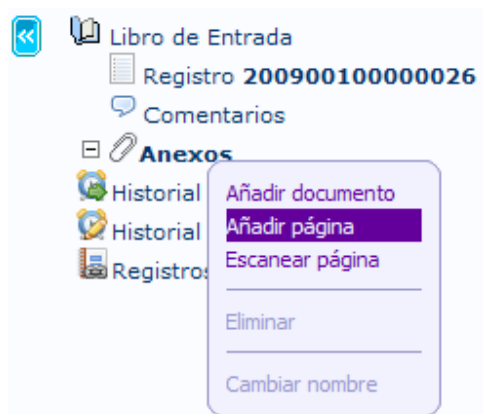 Libro de Entrada
Registro 200900100000026
Comentarios
Anexos
Historial
Historial
Registros
Añadir documento
Añadir página
Escanear página
Eliminar
Cambiar nombre